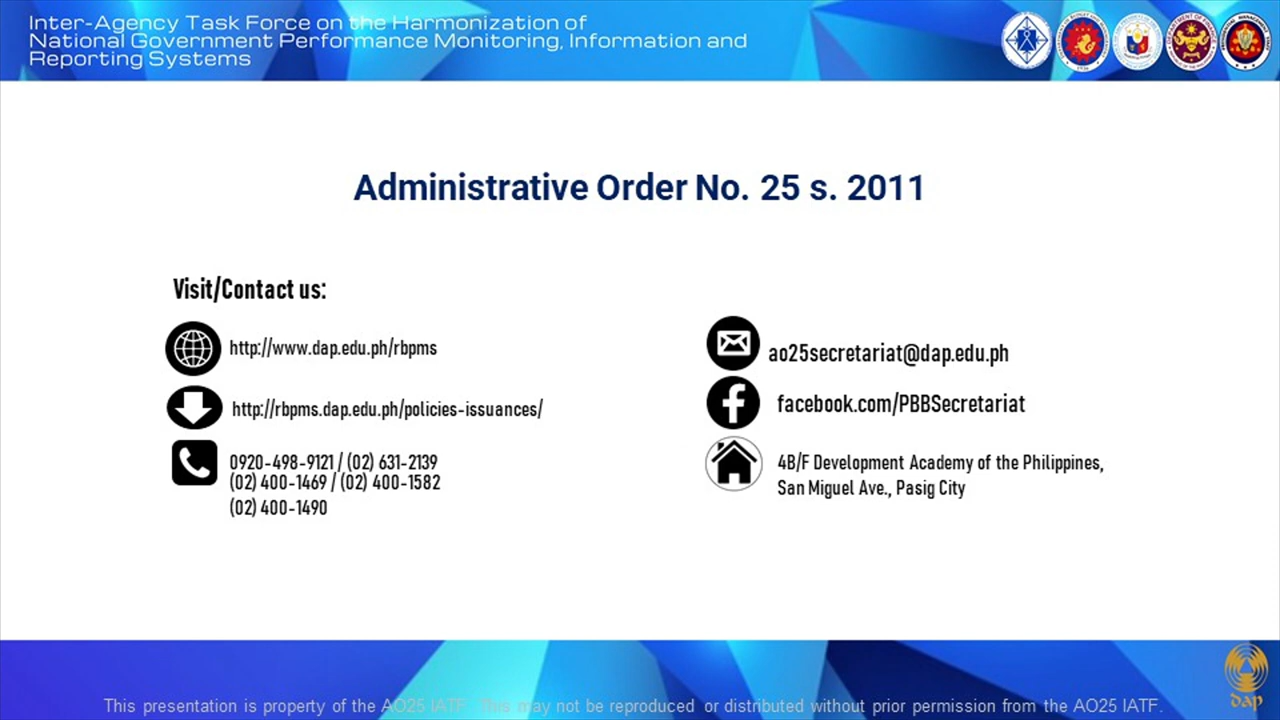 Inter-Agency Task Force on the Harmonization of
National Government Performance Monitoring, Information and
Reporting Systems
Administrative Order No. 25 s. 2011
Visit/Contact us:
http://www.dap.edu.ph/rbpms
http://rbpms.dap.edu.ph/policies-issuances/
0920-498-9121 / (02) 631-2139
(02) 400-1469 / (02) 400-1582
(02) 400-1490
ao25secretariat@dap.edu.ph
facebook.com/PBBSecretariat
4B/F Development Academy of the Philippines,
San Miguel Ave., Pasig City
dap
This presentation is property of the AO25 IATF. This may not be reproduced or distributed without prior permission from the AO25 IATF.